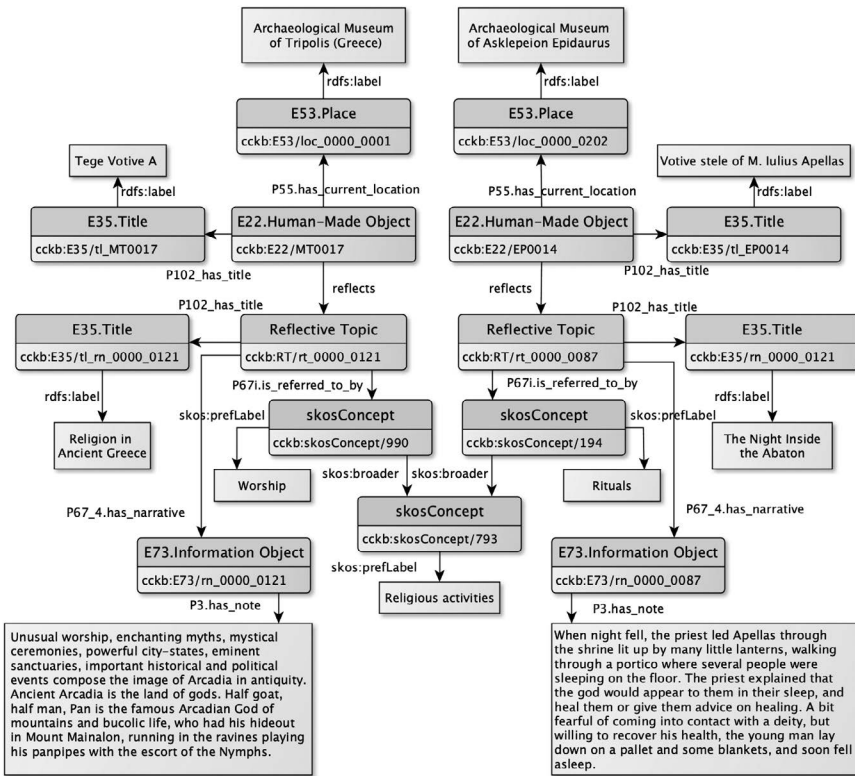 Archaeological Museum
of Tripolis (Greece)
Archaeological Museum
of Asklepeion Epidaurus
rdfs:label
rdfs:label
E53.Place
cckb:E53/loc_0000_0001
E53.Place
cckb:E53/loc_0000_0202
Tege Votive A
Votive stele of M. Iulius Apellas
rdfs:label
P55.has_current_location
P55.has_current_location
rdfs:label
E35.Title
cckb:E35/tl_MT0017
E22.Human-Made Object
cckb:E22/MT0017
E22.Human-Made Object
cckb:E22/EP0014
E35.Title
cckb:E35/tl_EP0014
P102_has_title
P102_has_title
reflects
reflects
P102_has_title
P102_has_title
E35.Title
cckb:E35/tl_rn_0000_0121
Reflective Topic
cckb:RT/rt_0000_0121
Reflective Topic
cckb:RT/rt_0000_0087
E35.Title
cckb:E35/rn_0000_0121
P67i.is_referred_to_by
P67i.is_referred_to_by
rdfs:label
rdfs:label
skos:prefLabel
skosConcept
cckb:skosConcept/990
skosConcept
cckb:skosConcept/194
skos:prefLabel
Religion in
Ancient Greece
The Night Inside
the Abaton
Worship
skos:broader
skos:broader
Rituals
skosConcept
cckb:skosConcept/793
P67_4.has_narrative
P67_4.has_narrative
E73.Information Object
cckb:E73/rn_0000_0121
skos:prefLabel
E73.Information Object
cckb:E73/rn_0000_0087
Religious activities
P3.has_note
P3.has_note
Unusual worship, enchanting myths, mystical
ceremonies, powerful city-states, eminent
sanctuaries, important historical and political
events compose the image of Arcadia in antiquity.
Ancient Arcadia is the land of gods. Half goat,
half man, Pan is the famous Arcadian God of
mountains and bucolic life, who had his hideout
in Mount Mainalon, running in the ravines playing
his panpipes with the escort of the Nymphs.
When night fell, the priest led Apellas through
the shrine lit up by many little lanterns, walking
through a portico where several people were
sleeping on the floor. The priest explained that
the god would appear to them in their sleep, and
heal them or give them advice on healing. A bit
fearful of coming into contact with a deity, but
willing to recover his health, the young man lay
down on a pallet and some blankets, and soon fell
asleep.